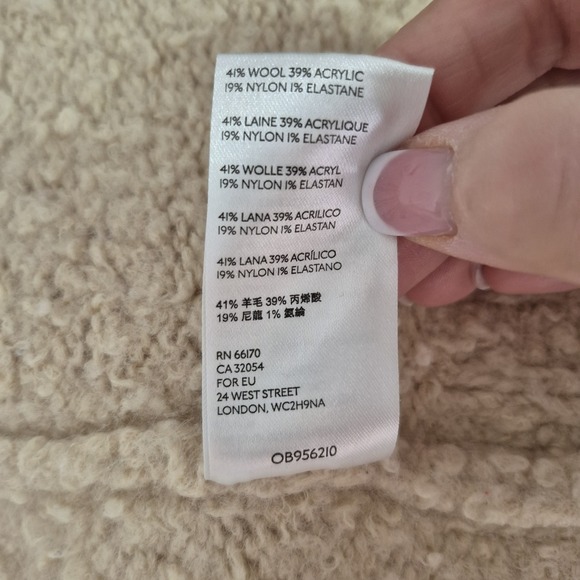 41% WOOL 39% ACRYLIC
19% NYLON 1% ELASTANE
41% LAINE 39% ACRYLIQUE
19% NYLON 1% ELASTANE
41% WOLLE 39% ACRYL
19% NYLON 1% ELASTAN
41% LANA 39% ACRILICO
19% NYLON 1% ELASTAN
41% LANA 39% ACRÍLICO
19% NYLON 1% ELASTANO
41% 羊毛 39% 丙烯酸
19% 尼龍 1% 氨綸
RN 66170
CA 32054
FOR EU
24 WEST STREET
LONDON, WC2H9NA
OB956210